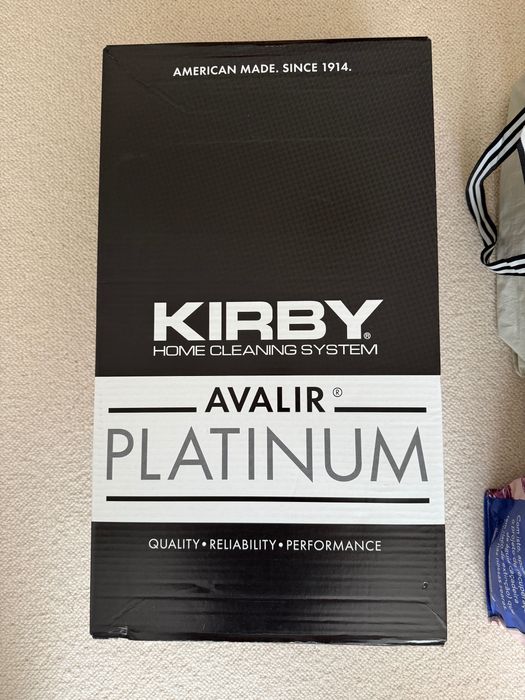 AMERICAN MADE. SINCE 1914.
KIRBY®
HOME CLEANING SYSTEM
AVALIR®
PLATINUM
QUALITY • RELIABILITY • PERFORMANCE